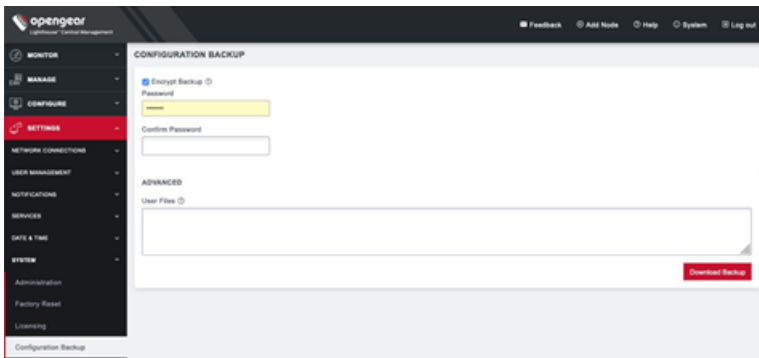 opengear
Lighthouse™ Central Management
Feedback
Add Node
Help
System
Log out
MONITOR
MANAGE
CONFIGURE
SETTINGS
NETWORK CONNECTIONS
USER MANAGEMENT
NOTIFICATIONS
SERVICES
DATE & TIME
SYSTEM
Administration
Factory Reset
Licensing
Configuration Backup
CONFIGURATION BACKUP
Encrypt Backup
Password
Confirm Password
ADVANCED
User Files
Download Backup